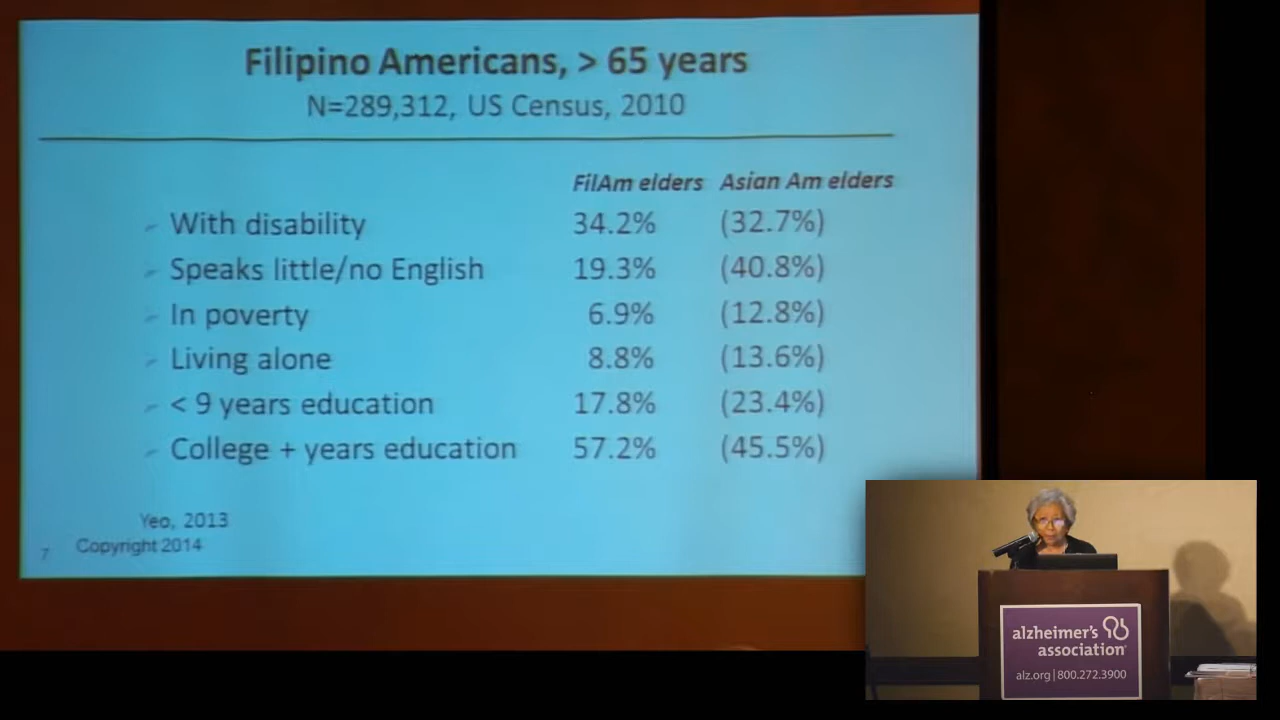 Filipino Americans, > 65 years
N=289,312, US Census, 2010
FilAm elders Asian Am elders
With disability 34.2% (32.7%)
Speaks little/no English 19.3% (40.8%)
In poverty 6.9% (12.8%)
Living alone 8.8% (13.6%)
< 9 years education 17.8% (23.4%)
College + years education 57.2% (45.5%)
Yeo, 2013
7 Copyright 2014
alzheimer's
association
alz.org | 800.272.3900